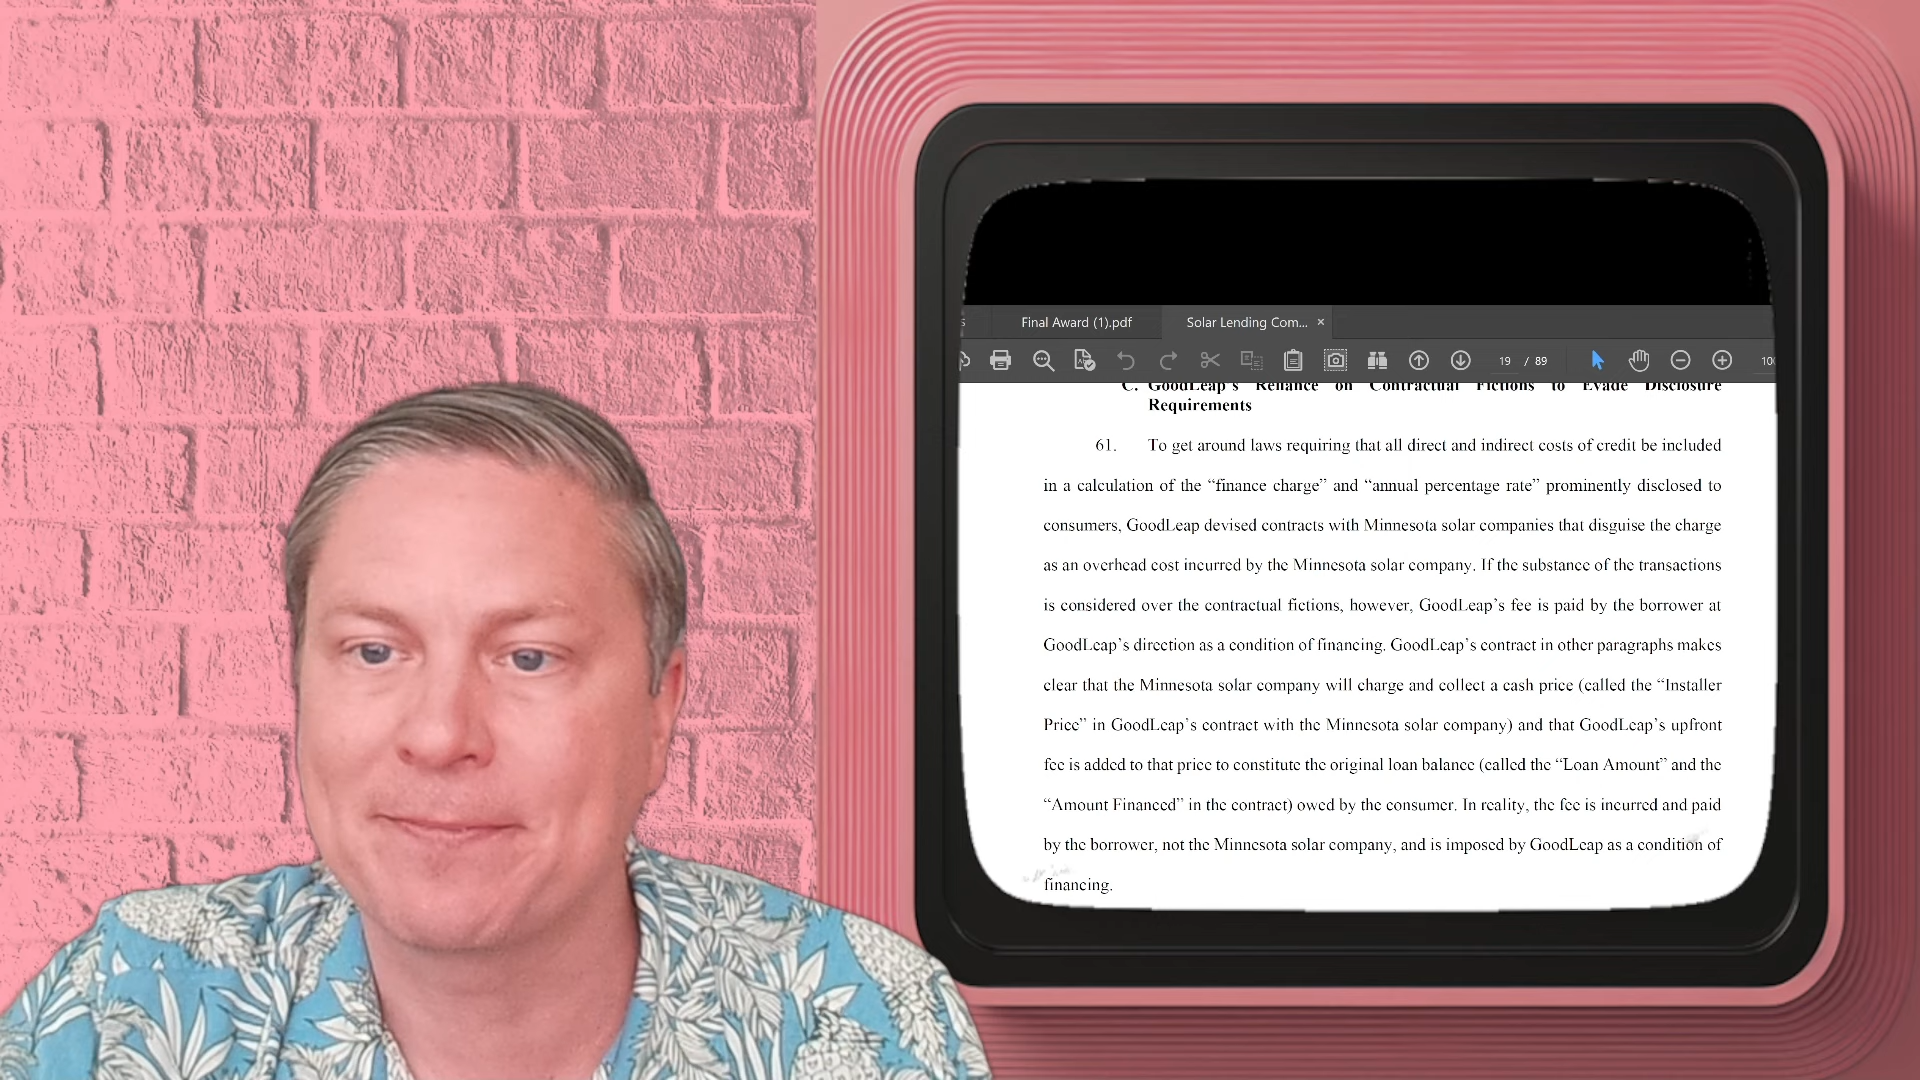 Final Award (1).pdf
Solar Lending Com... ×
19 / 89
C. GoodLeap's Reliance on Contractual Fictions to Evade Disclosure
Requirements
61. To get around laws requiring that all direct and indirect costs of credit be included
in a calculation of the “finance charge” and “annual percentage rate” prominently disclosed to
consumers, GoodLeap devised contracts with Minnesota solar companies that disguise the charge
as an overhead cost incurred by the Minnesota solar company. If the substance of the transactions
is considered over the contractual fictions, however, GoodLeap’s fee is paid by the borrower at
GoodLeap’s direction as a condition of financing. GoodLeap’s contract in other paragraphs makes
clear that the Minnesota solar company will charge and collect a cash price (called the “Installer
Price” in GoodLeap’s contract with the Minnesota solar company) and that GoodLeap’s upfront
fee is added to that price to constitute the original loan balance (called the “Loan Amount” and the
“Amount Financed” in the contract) owed by the consumer. In reality, the fee is incurred and paid
by the borrower, not the Minnesota solar company, and is imposed by GoodLeap as a condition of
financing.